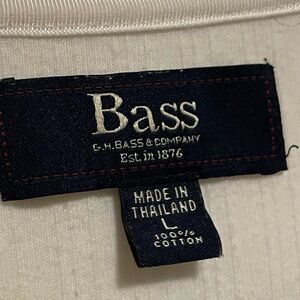 Bass
G.H.BASS & COMPANY
Est. in 1876
MADE IN
THAILAND
L
100%
COTTON